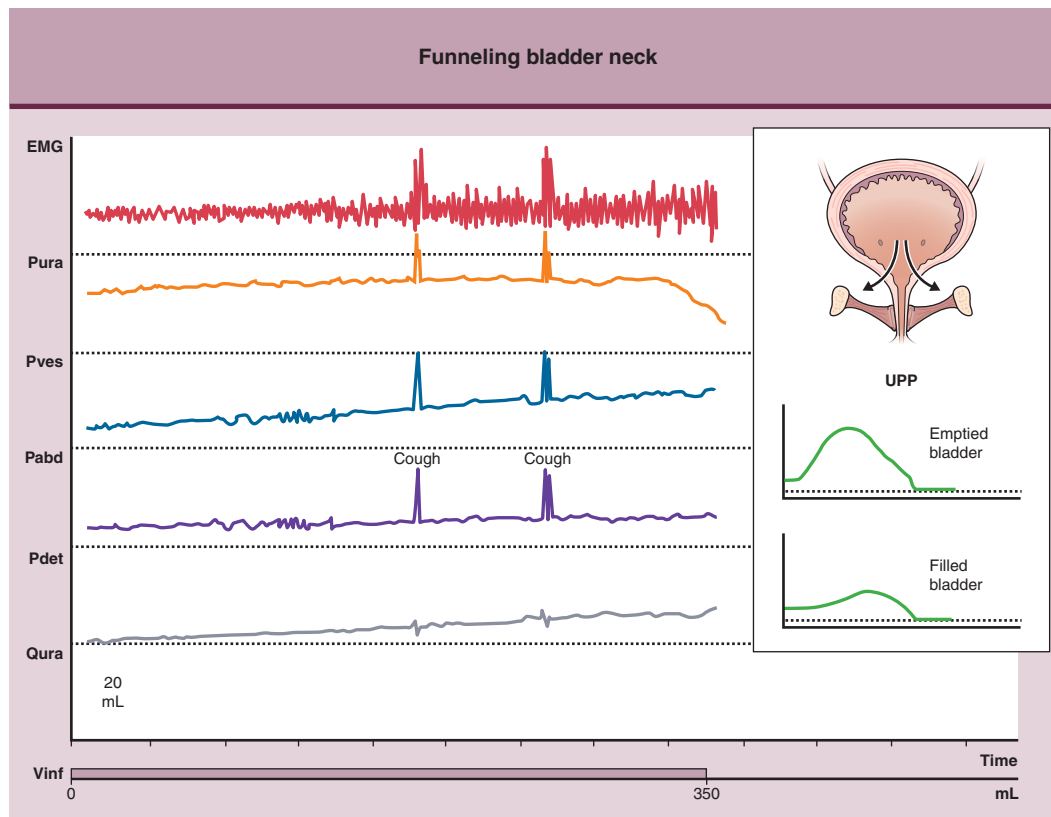 Funneling bladder neck
EMG
Pura
Pves
Pabd
Cough
Cough
Pdet
Qura
20
mL
UPP
Emptied
bladder
Filled
bladder
Time
Vinf
0
350
mL